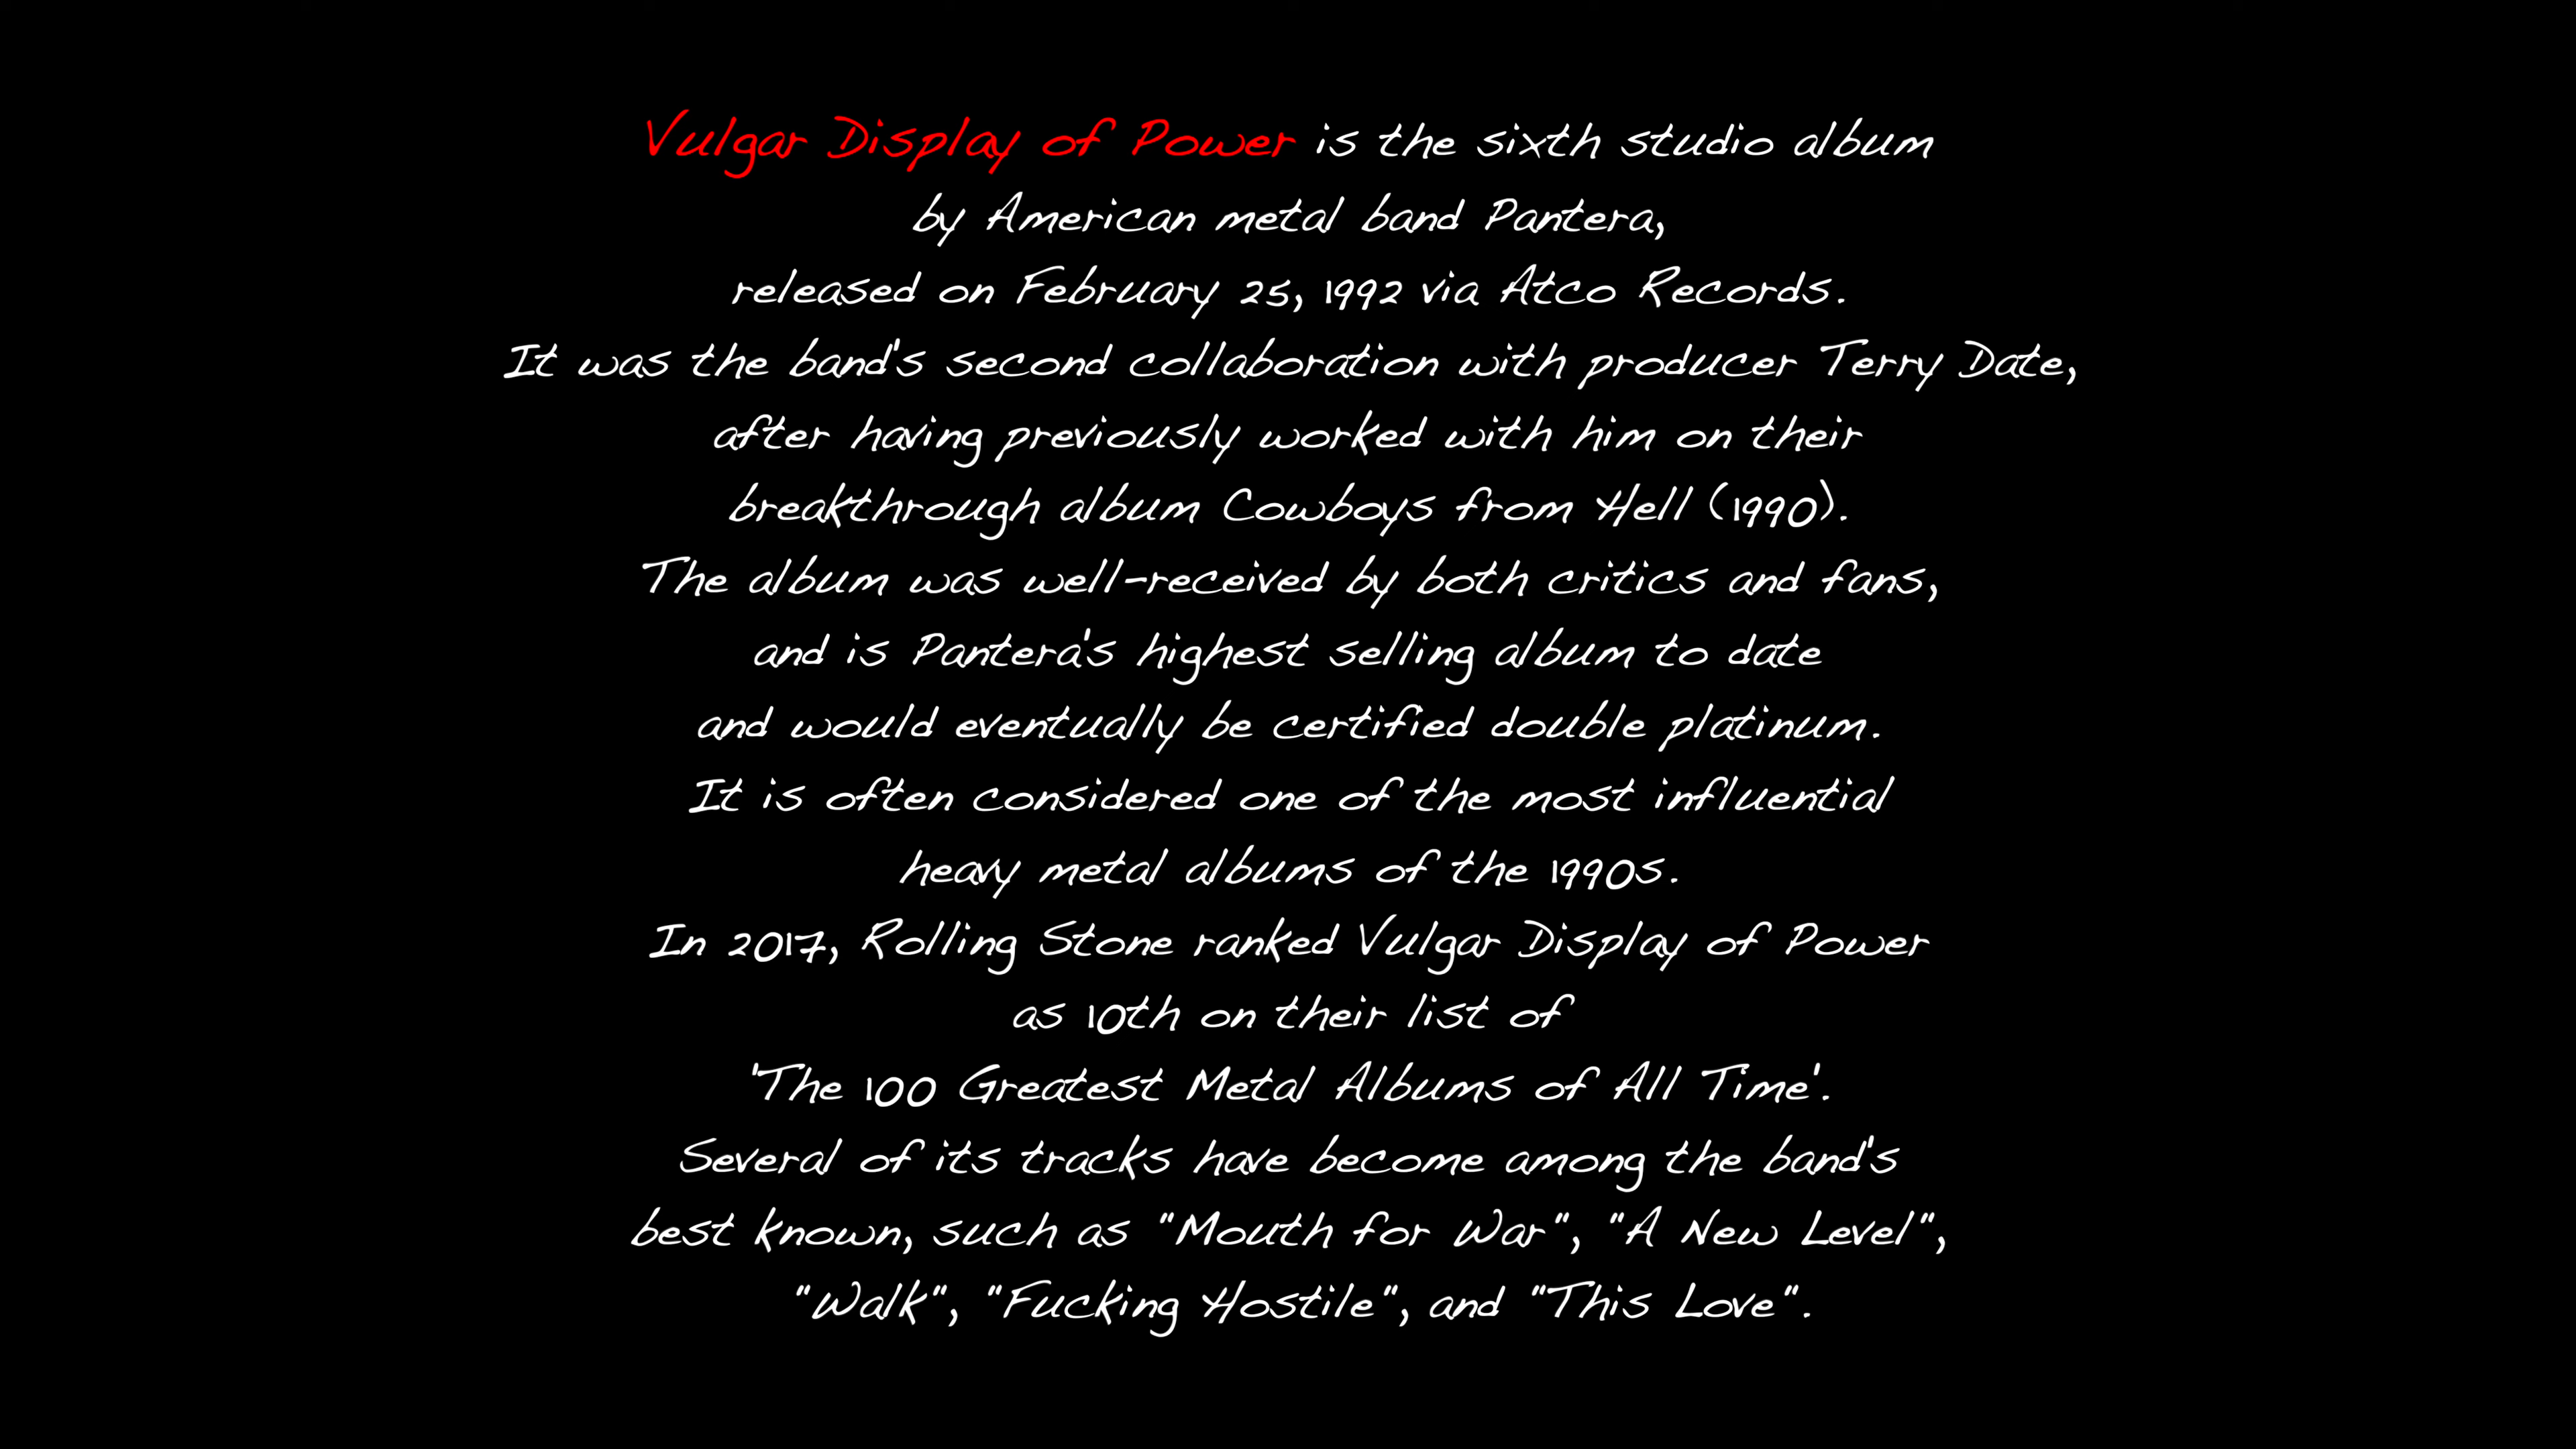 Vulgar Display of Power is the sixth studio album
by American metal band Pantera,
released on February 25, 1992 via Atco Records.
It was the band's second collaboration with producer Terry Date,
after having previously worked with him on their
breakthrough album Cowboys from Hell (1990).
The album was well-received by both critics and fans,
and is Pantera's highest selling album to date
and would eventually be certified double platinum.
It is often considered one of the most influential
heavy metal albums of the 1990s.
In 2017, Rolling Stone ranked Vulgar Display of Power
as 10th on their list of
'The 100 Greatest Metal Albums of All Time'.
Several of its tracks have become among the band's
best known, such as "Mouth for War", "A New Level",
"Walk", "Fucking Hostile", and "This Love".